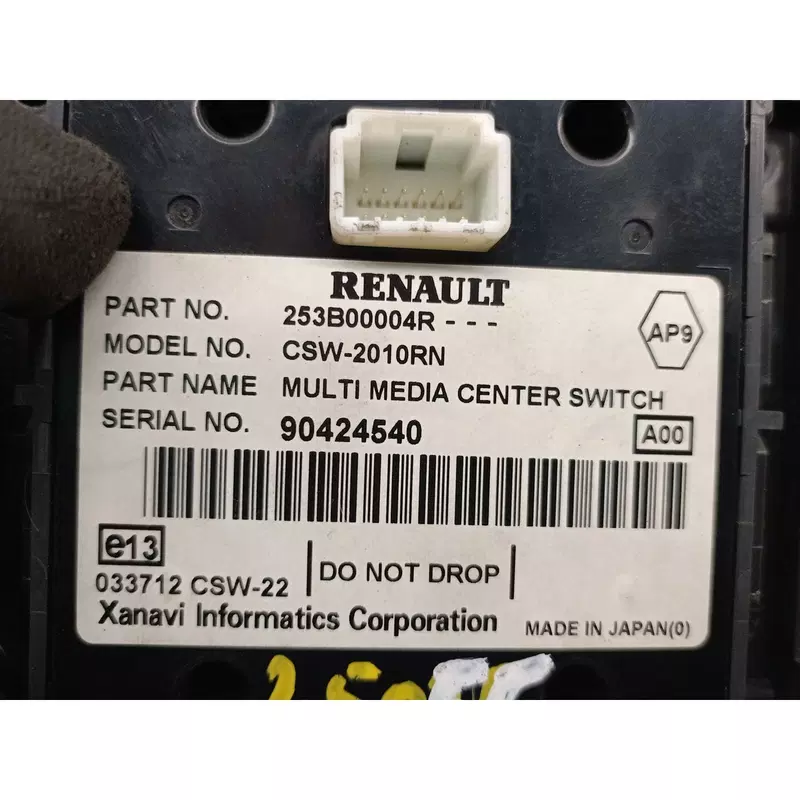 RENAULT
PART NO. 253B00004R - - -
AP9
MODEL NO. CSW-2010RN
PART NAME MULTI MEDIA CENTER SWITCH
SERIAL NO. 90424540
A00
e13
033712 CSW-22
DO NOT DROP
Xanavi Informatics Corporation
MADE IN JAPAN(0)